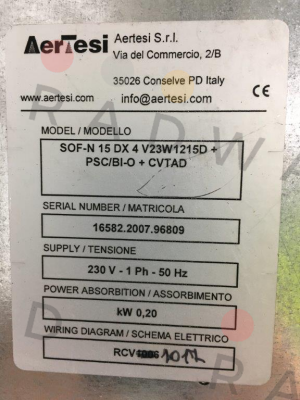 AerTesi
Aertesi S.r.l.
Via del Commercio, 2/B
35026 Conselve PD Italy
www.aertesi.com
info@aertesi.com
CE
MODEL / MODELLO
SOF-N 15 DX 4 V23W1215D +
PSC/BI-O + CVTAD
SERIAL NUMBER / MATRICOLA
16582.2007.96809
SUPPLY / TENSIONE
230 V - 1 Ph - 50 Hz
POWER ABSORBTION / ASSORBIMENTO
kW 0,20
WIRING DIAGRAM / SCHEMA ELETTRICO
RCV 1017